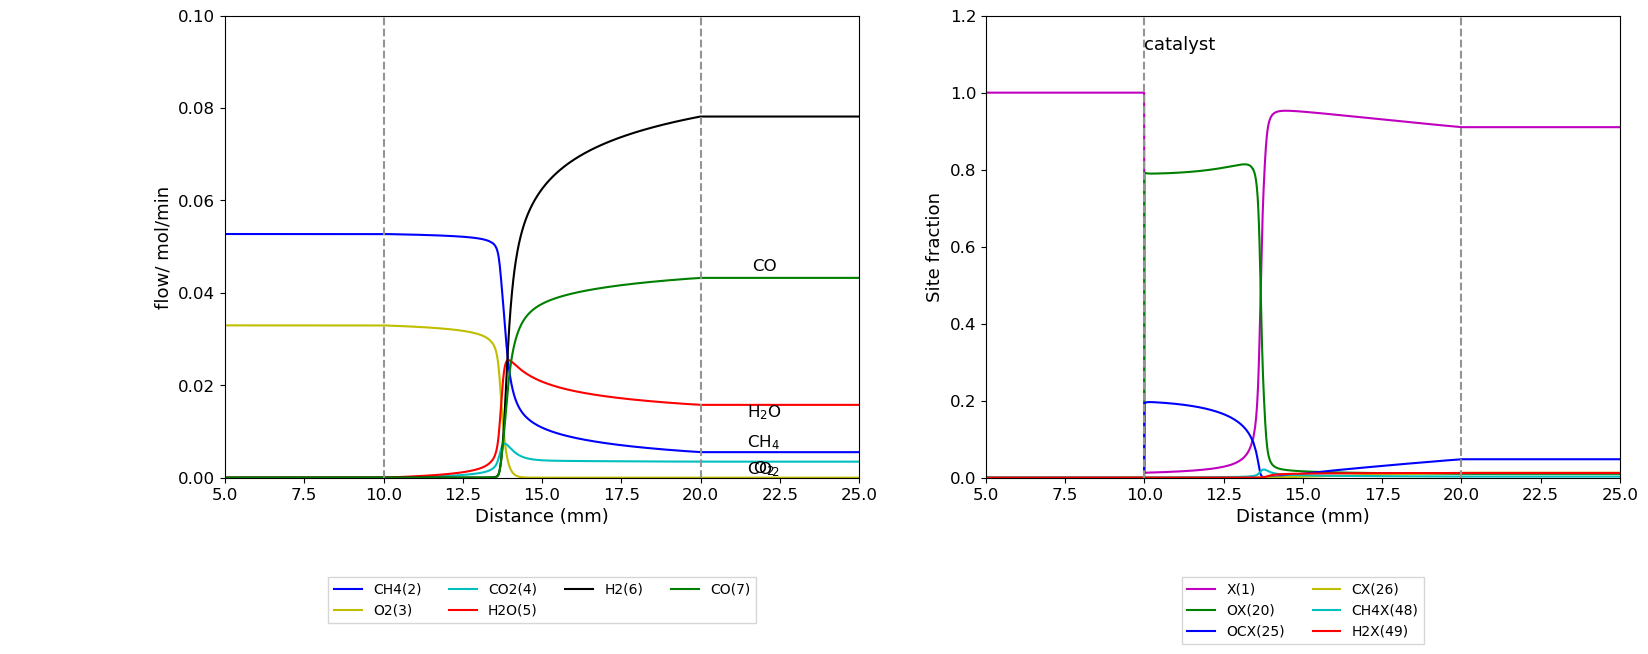 0.10
0.08
0.06
0.04
0.02
0.00
flow/ mol/min
CO
H₂O
CH₄
5.0 7.5 10.0 12.5 15.0 17.5 20.0 22.5 25.0
Distance (mm)
CH4(2) CO2(4) H2(6) CO(7)
O2(3) H2O(5)
1.2
1.0
0.8
0.6
0.4
0.2
0.0
Site fraction
catalyst
5.0 7.5 10.0 12.5 15.0 17.5 20.0 22.5 25.0
Distance (mm)
X(1) CX(26)
OX(20) CH4X(48)
OCX(25) H2X(49)